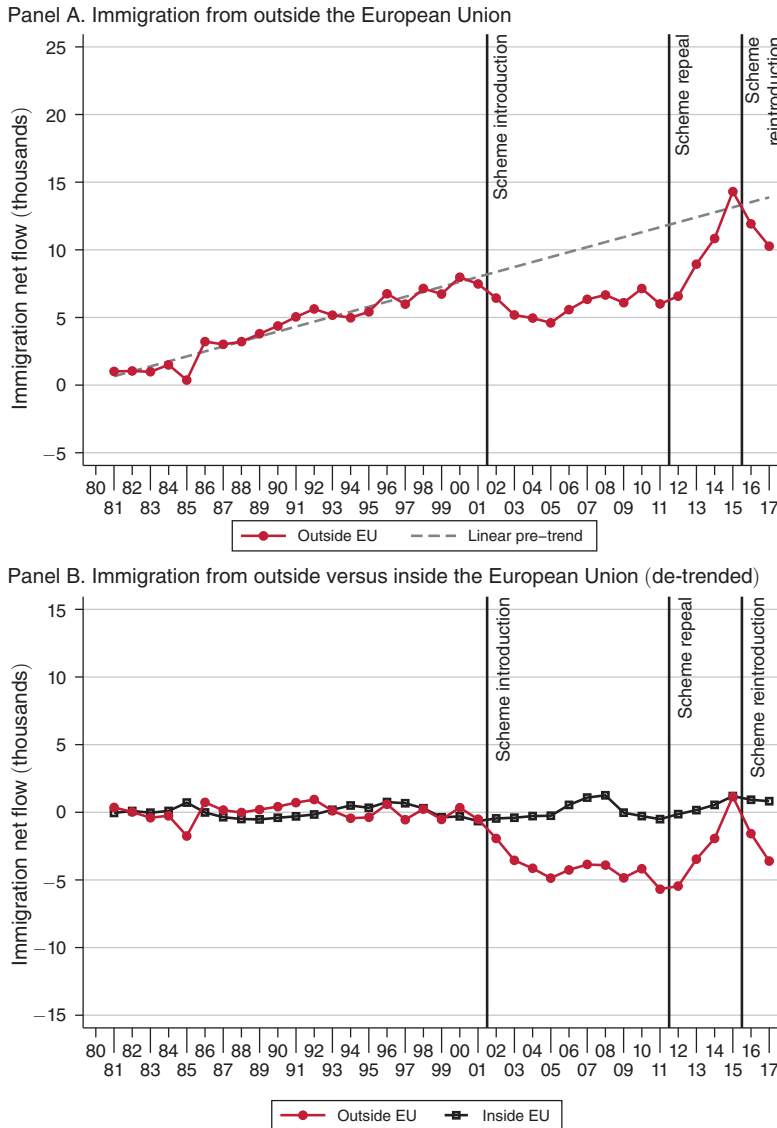 Panel A. Immigration from outside the European Union
Immigration net flow (thousands)
25
20
15
10
5
0
−5
Scheme introduction
Scheme repeal
Scheme
reintroduction
80 82 84 86 88 90 92 94 96 98 00 02 04 06 08 10 12 14 16
81 83 85 87 89 91 93 95 97 99 01 03 05 07 09 11 13 15 17
Outside EU Linear pre−trend
Panel B. Immigration from outside versus inside the European Union (de-trended)
Immigration net flow (thousands)
15
10
5
0
−5
−10
−15
Scheme introduction
Scheme repeal
Scheme reintroduction
80 82 84 86 88 90 92 94 96 98 00 02 04 06 08 10 12 14 16
81 83 85 87 89 91 93 95 97 99 01 03 05 07 09 11 13 15 17
Outside EU Inside EU